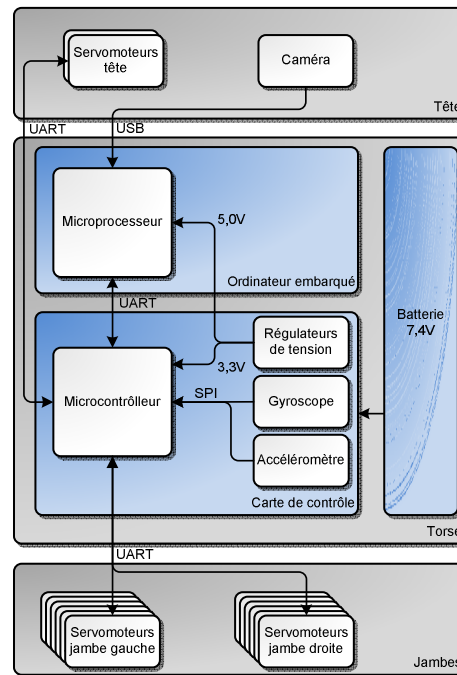 Servomoteurs
tête
Caméra
Tête
UART
USB
Microprocesseur
5,0V
Ordinateur embarqué
UART
Batterie
7,4V
Régulateurs
de tension
3,3V
Microcontrôlleur
SPI
Gyroscope
Accéléromètre
Carte de contrôle
Torse
UART
Servomoteurs
jambe gauche
Servomoteurs
jambe droite
Jambes